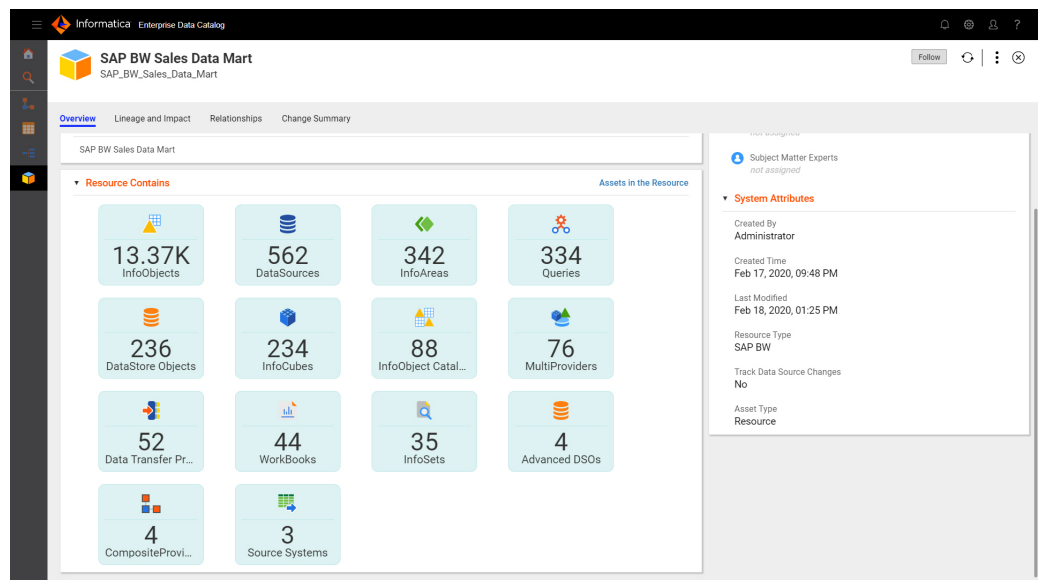 Informatica Enterprise Data Catalog
?
SAP BW Sales Data Mart
SAP_BW_Sales_Data_Mart
Follow
Overview Lineage and Impact Relationships Change Summary
SAP BW Sales Data Mart
Resource Contains
Assets in the Resource
13.37K
InfoObjects
562
DataSources
342
InfoAreas
334
Queries
236
DataStore Objects
234
InfoCubes
88
InfoObject Catal...
76
MultiProviders
52
Data Transfer Pr...
44
WorkBooks
35
InfoSets
4
Advanced DSOs
4
CompositeProvi...
3
Source Systems
not assigned
Subject Matter Experts
not assigned
System Attributes
Created By
Administrator
Created Time
Feb 17, 2020, 09:48 PM
Last Modified
Feb 18, 2020, 01:25 PM
Resource Type
SAP BW
Track Data Source Changes
No
Asset Type
Resource